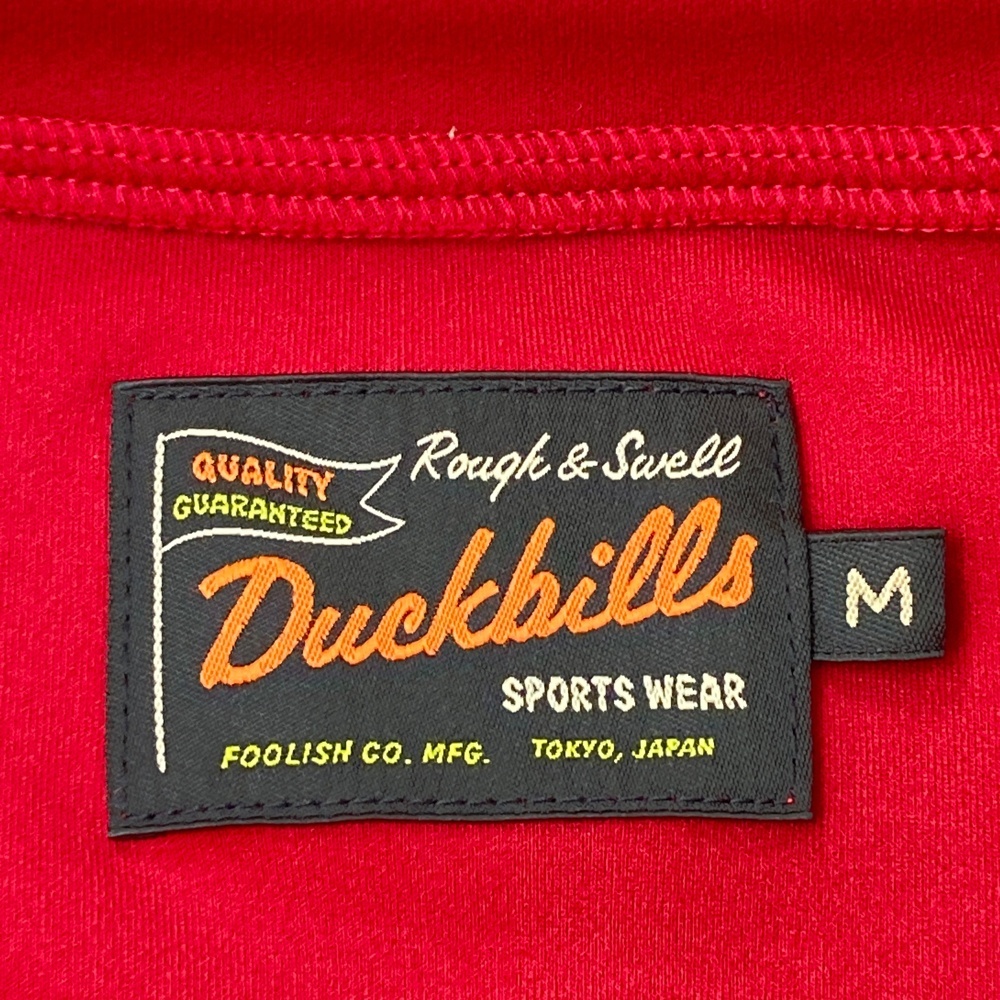 QUALITY
GUARANTEED
Rough & Swell
Duckbills
SPORTS WEAR
FOOLISH CO. MFG. TOKYO, JAPAN
M